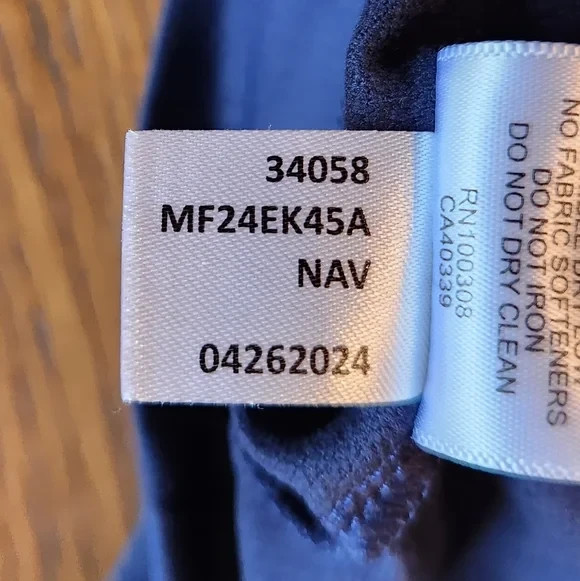 34058
MF24EK45A
NAV
04262024
NO FABRIC SOFTENERS
DO NOT IRON
DO NOT DRY CLEAN
RN100308
CA40339